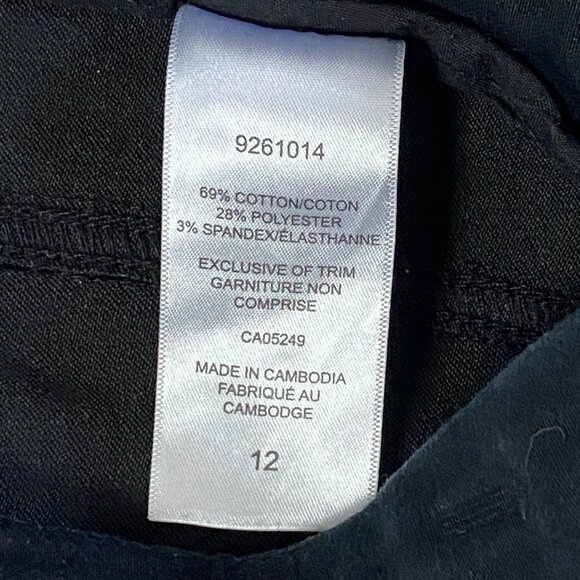 9261014
69% COTTON/COTON
28% POLYESTER
3% SPANDEX/ÉLASTHANNE
EXCLUSIVE OF TRIM
GARNITURE NON
COMPRISE
CA05249
MADE IN CAMBODIA
FABRIQUÉ AU
CAMBODGE
12